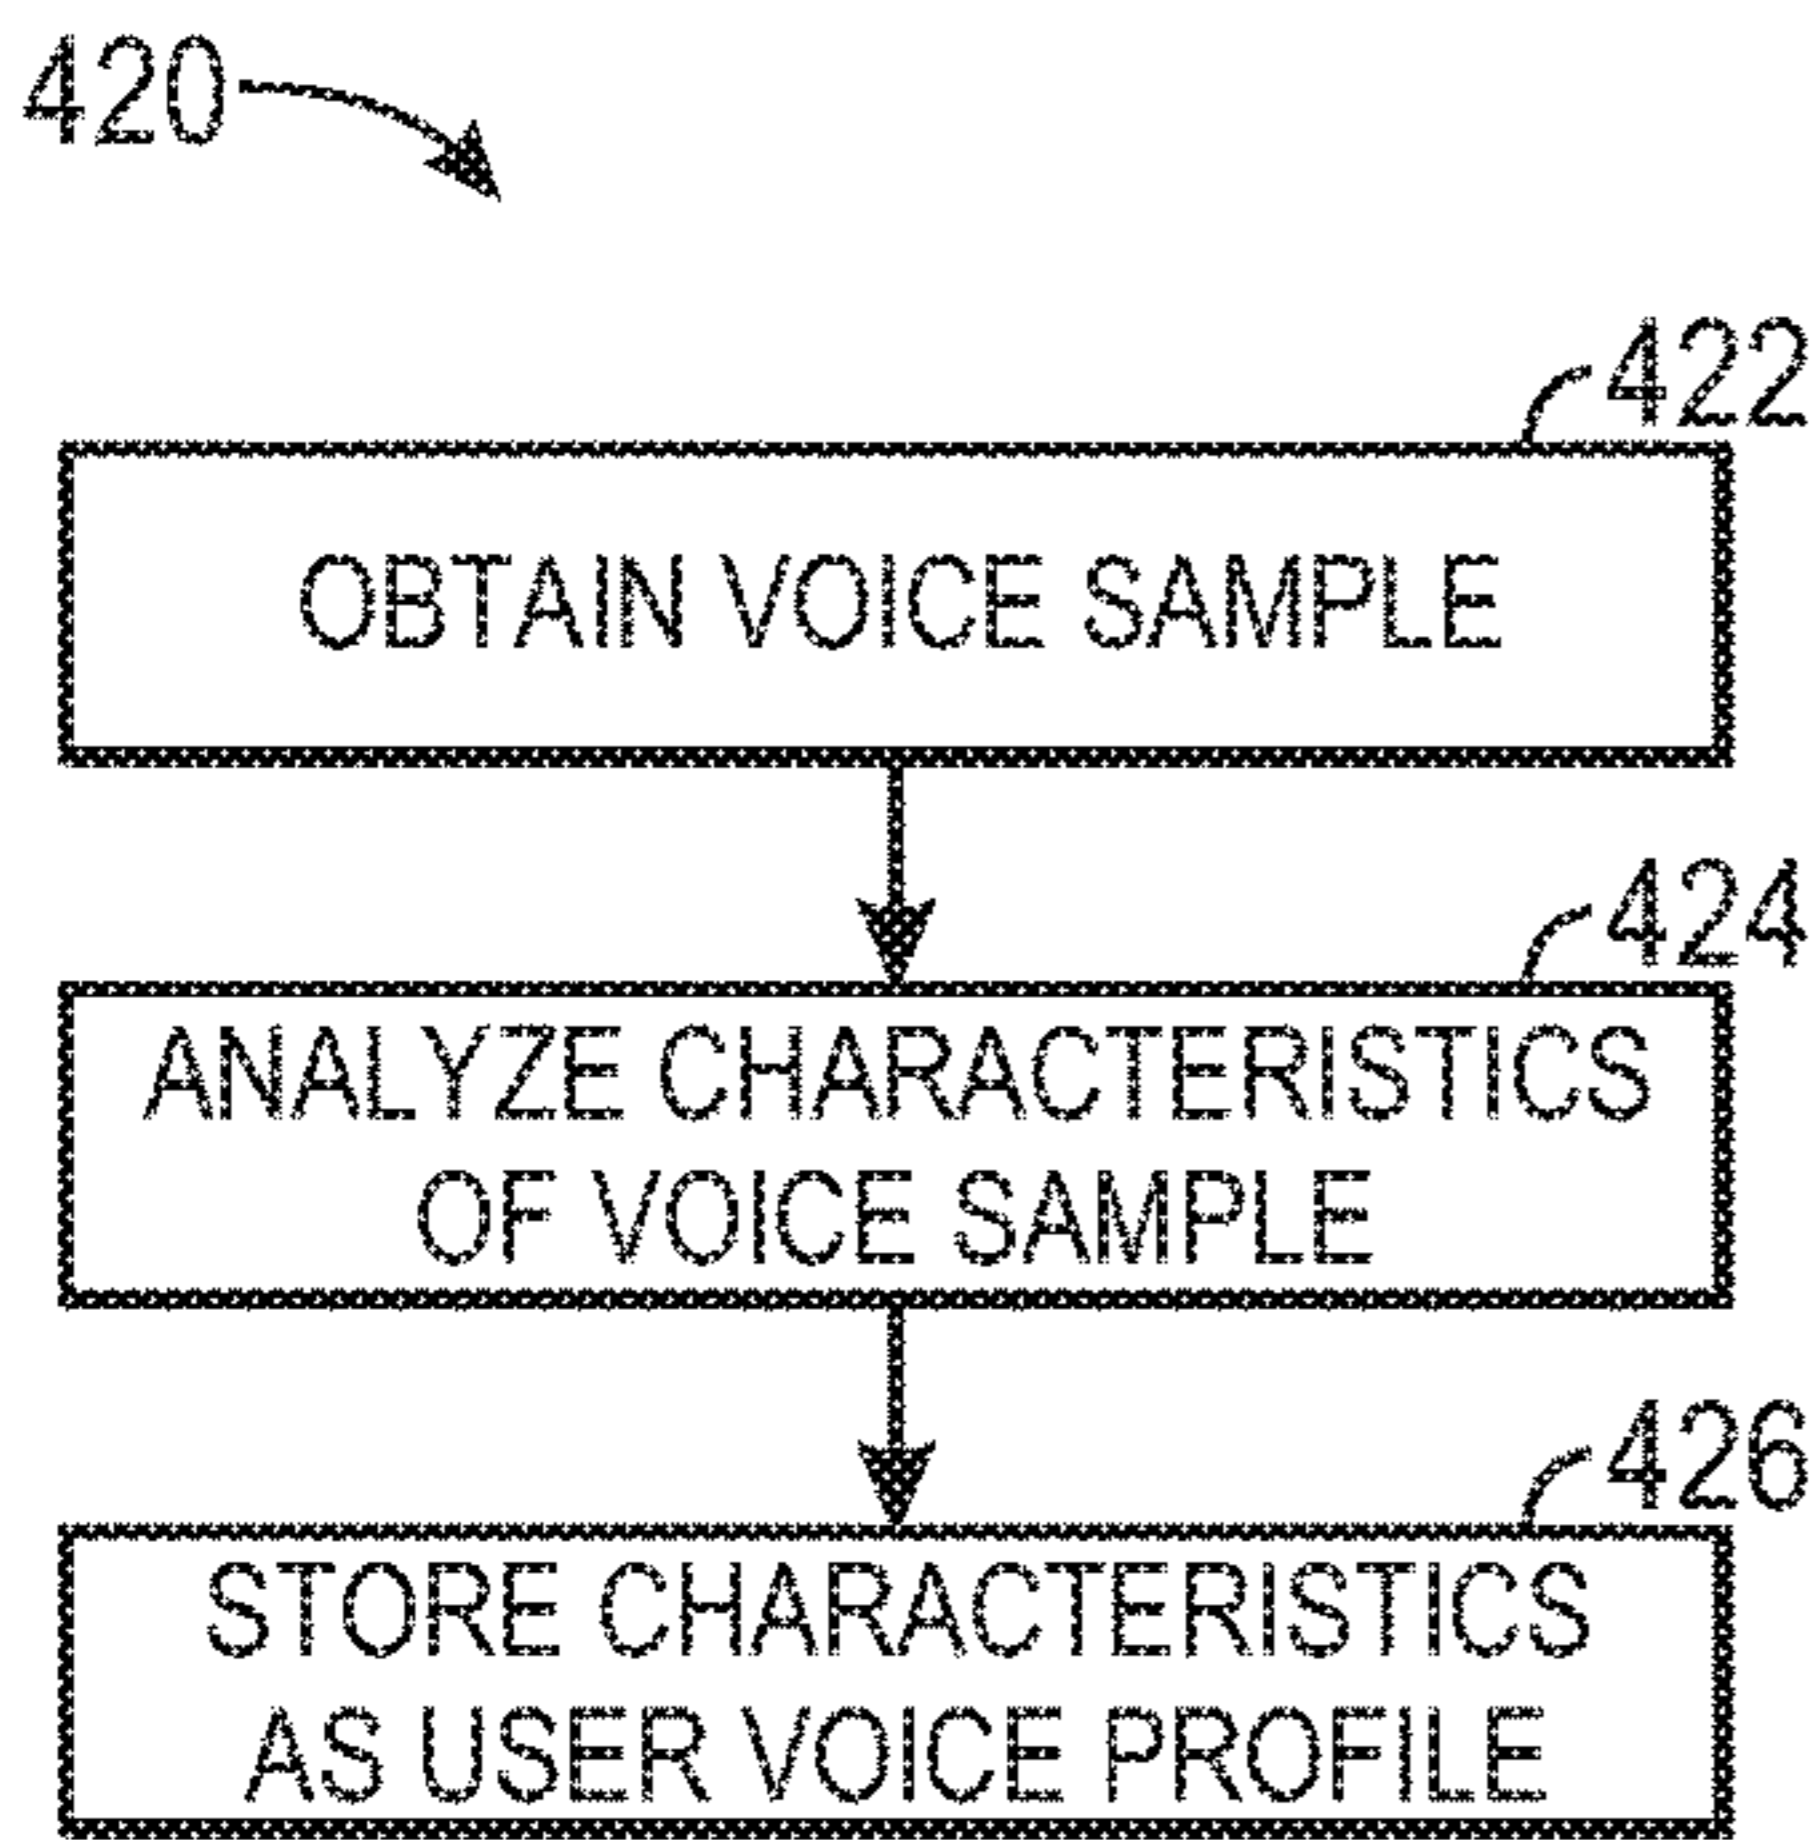 420
422
OBTAIN VOICE SAMPLE
424
ANALYZE CHARACTERISTICS
OF VOICE SAMPLE
426
STORE CHARACTERISTICS
AS USER VOICE PROFILE